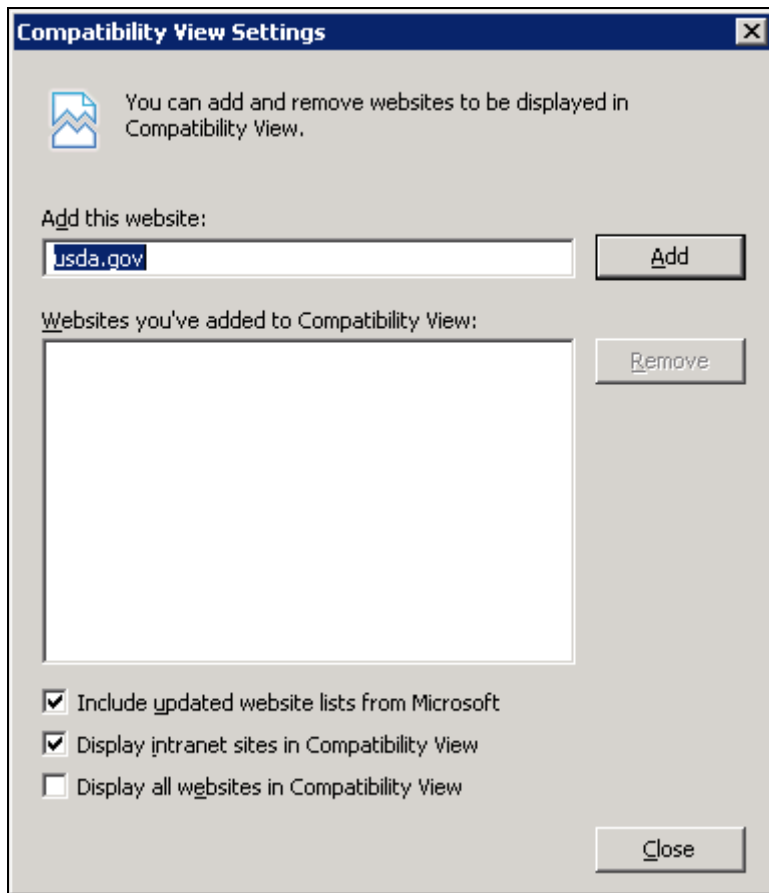 Compatibility View Settings
You can add and remove websites to be displayed in
Compatibility View.
Add this website:
usda.gov
Add
Websites you've added to Compatibility View:
Remove
Include updated website lists from Microsoft
Display intranet sites in Compatibility View
Display all websites in Compatibility View
Close